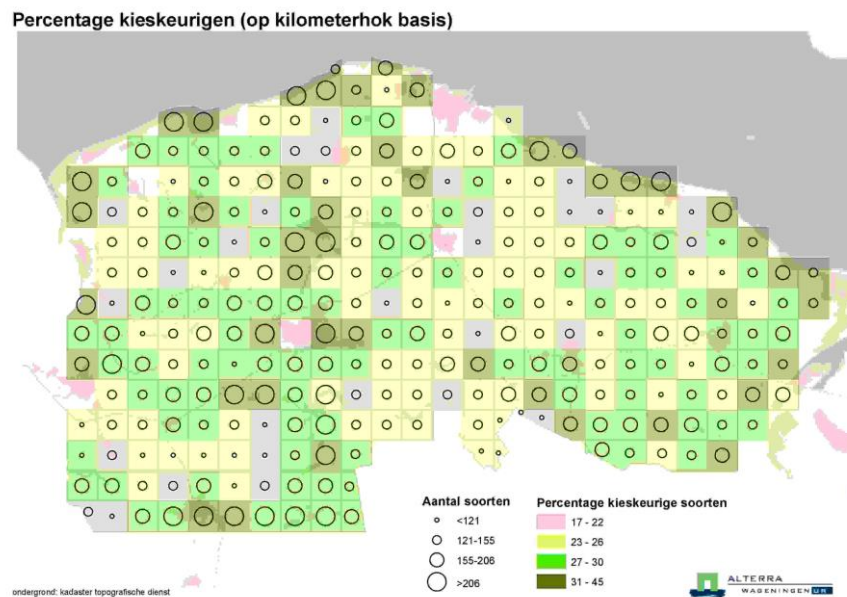 Percentage kieskeurigen (op kilometerhok basis)
Aantal soorten
<121
121-155
155-206
>206
Percentage kieskeurige soorten
17 - 22
23 - 26
27 - 30
31 - 45
ondergrond: kadaster topografische dienst
ALTERRA
WAGENINGEN UR